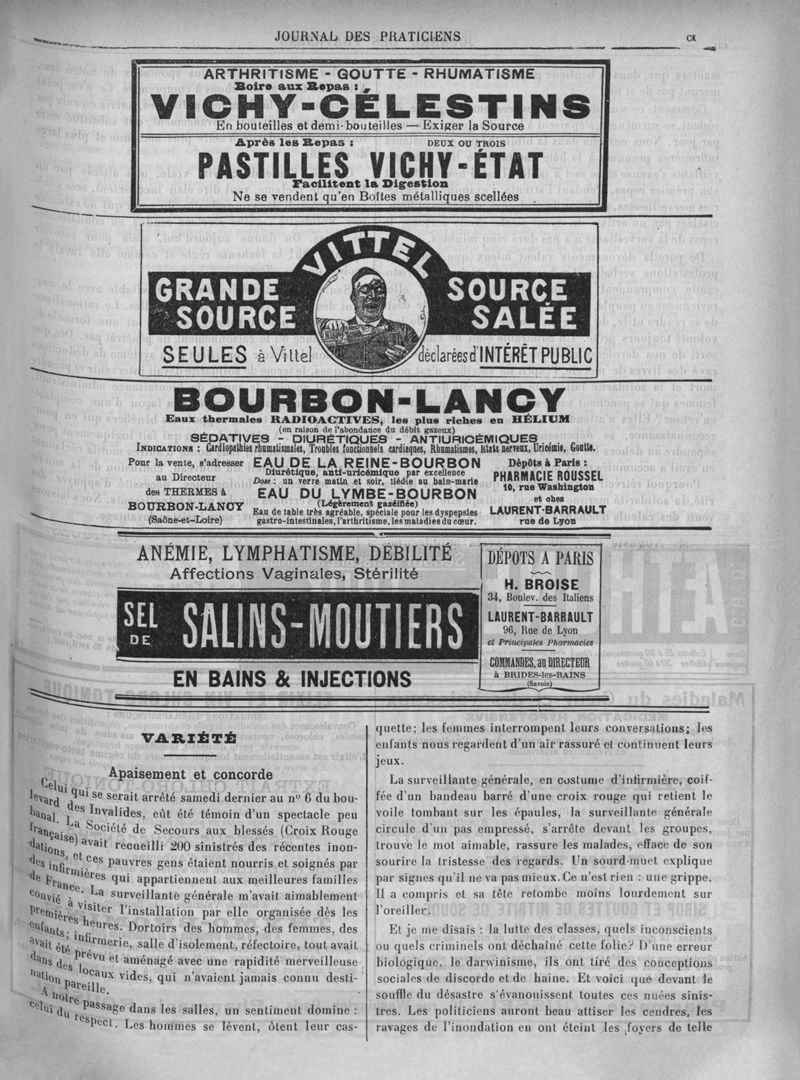 JOURNAL DES PRATICIENS
ARTHRITISME - GOUTTE - RHUMATISME
Boire aux Repas :
VICHY-CÉLESTINS
En bouteilles et demi-bouteilles — Exiger la Source
Après les Repas : DEUX OU TROIS
PASTILLES VICHY-ÉTAT
Facilitent la Digestion
Ne se vendent qu'en Boîtes métalliques scellées
VITTEL
GRANDE SOURCE
SOURCE SALÉE
SEULES à Vittel déclarées d'INTÉRÊT PUBLIC
BOURBON-LANCY
Eaux thermales RADIOACTIVES, les plus riches en HÉLIUM
(en raison de l'abondance du débit gazeux)
SÉDATIVES - DIURÉTIQUES - ANTIURICÉMIQUES
INDICATIONS : Cardiopathies rhumatismales, Troubles fonctionnels cardiaques, Rhumatismes, Etats nerveux, Uricémie, Goutte.
Pour la vente, s'adresser
au Directeur
des THERMES à
BOURBON-LANCY
(Saône-et-Loire)
EAU DE LA REINE-BOURBON
Diurétique, anti-uricémique par excellence
Dose : un verre matin et soir, tiédie au bain-marie
EAU DU LYMBE-BOURBON
(Légèrement gazéifiée)
Eau de table très agréable, spéciale pour les dyspepsies
gastro-intestinales, l'arthritisme, les maladies du cœur.
Dépôts à Paris :
PHARMACIE ROUSSEL
10, rue Washington
et chez
LAURENT-BARRAULT
rue de Lyon
ANÉMIE, LYMPHATISME, DÉBILITÉ
Affections Vaginales, Stérilité
SEL DE SALINS-MOUTIERS
EN BAINS & INJECTIONS
DÉPOTS A PARIS
H. BROISE
34, Boulev. des Italiens
LAURENT-BARRAULT
96, Rue de Lyon
et Principales Pharmacies
COMMANDES, au DIRECTEUR
à BRIDES-les-BAINS
(Savoie)
VARIÉTÉ
Apaisement et concorde
Celui qui se serait arrêté samedi dernier au nº 6 du bou-
levard des Invalides, eût été témoin d'un spectacle peu
banal. La Société de Secours aux blessés (Croix Rouge
française) avait recueilli 200 sinistrés des récentes inon-
dations, et ces pauvres gens étaient nourris et soignés par
des infirmières qui appartiennent aux meilleures familles
de France. La surveillante générale m'avait aimablement
convié à visiter l'installation par elle organisée dès les
premières heures. Dortoirs des hommes, des femmes, des
enfants; infirmerie, salle d'isolement, réfectoire, tout avait
avait été prévu et aménagé avec une rapidité merveilleuse
dans des locaux vides, qui n'avaient jamais connu desti-
nation pareille.
A notre passage dans les salles, un sentiment domine :
celui du respect. Les hommes se lèvent, ôtent leur cas-
quette; les femmes interrompent leurs conversations; les
enfants nous regardent d'un air rassuré et continuent leurs
jeux.
La surveillante générale, en costume d'infirmière, coif-
fée d'un bandeau barré d'une croix rouge qui retient le
voile tombant sur les épaules, la surveillante générale
circule d'un pas empressé, s'arrête devant les groupes,
trouve le mot aimable, rassure les malades, efface de son
sourire la tristesse des regards. Un sourd-muet explique
par signes qu'il ne va pas mieux. Ce n'est rien : une grippe.
Il a compris et sa tête retombe moins lourdement sur
l'oreiller.
Et je me disais : la lutte des classes, quels inconscients
ou quels criminels ont déchaîné cette folie? D'une erreur
biologique, le darwinisme, ils ont tiré des conceptions
sociales de discorde et de haine. Et voici que devant le
souffle du désastre s'évanouissent toutes ces nuées sinis-
tres. Les politiciens auront beau attiser les cendres, les
ravages de l'inondation en ont éteint les foyers de telle